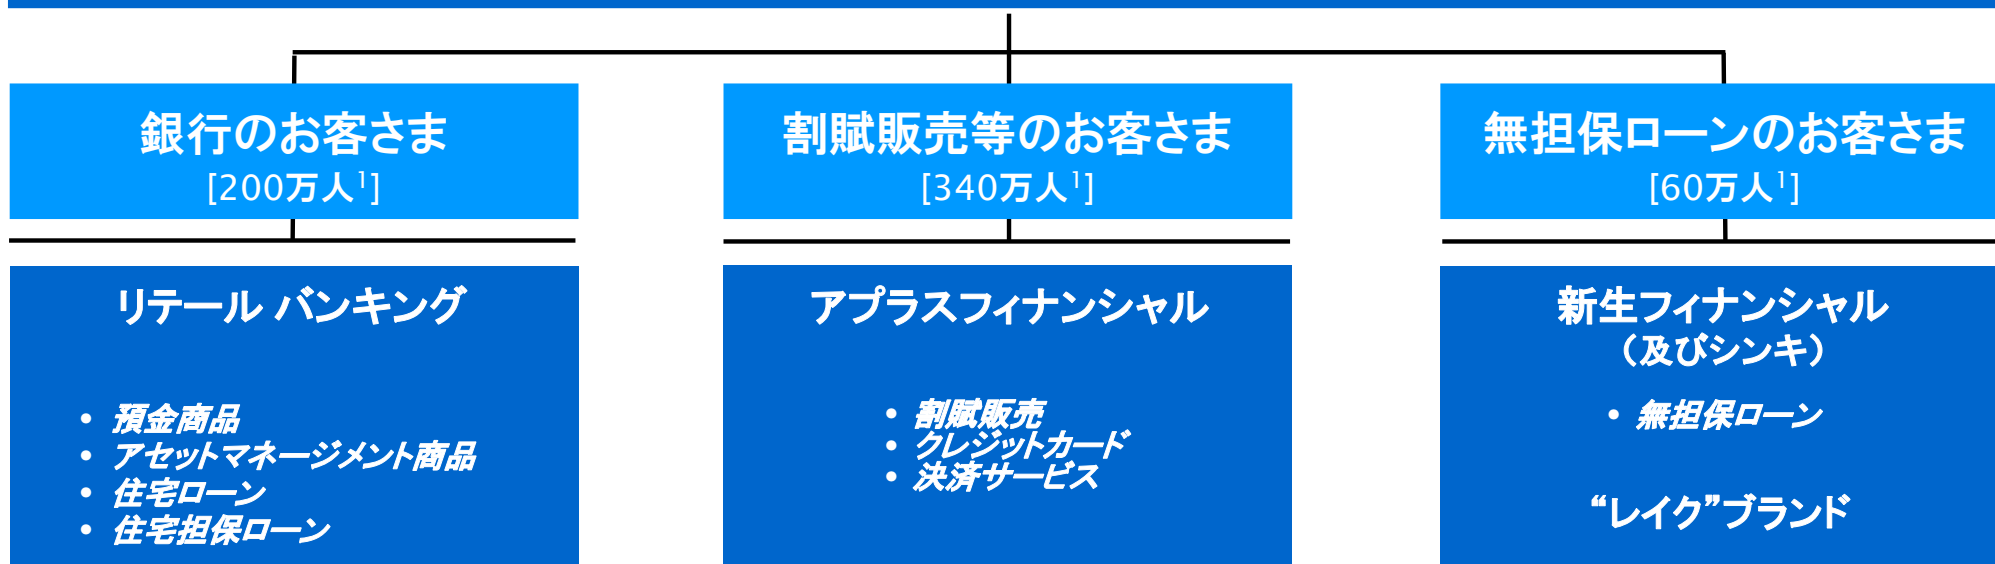 銀行のお客さま
[200万人1]
割賦販売等のお客さま
[340万人1]
無担保ローンのお客さま
[60万人1]
リテール バンキング
• 預金商品
• アセットマネージメント商品
• 住宅ローン
• 住宅担保ローン
アプラスフィナンシャル
• 割賦販売
• クレジットカード
• 決済サービス
新生フィナンシャル
（及びシンキ）
• 無担保ローン
“レイク”ブランド